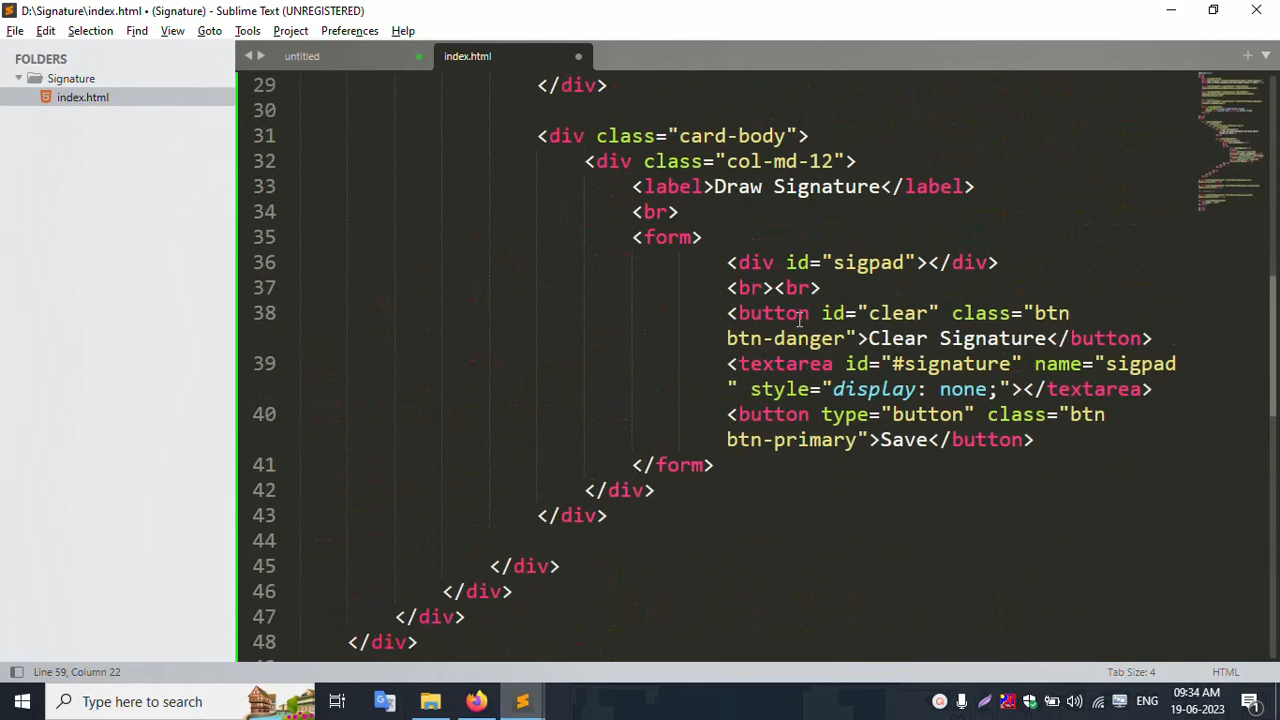 D:\Signature\index.html • (Signature) - Sublime Text (UNREGISTERED)
File Edit Selection Find View Goto Tools Project Preferences Help
FOLDERS
Signature
index.html
untitled
index.html
29 </div>
30
31 <div class="card-body">
32 <div class="col-md-12">
33 <label>Draw Signature</label>
34 <br>
35 <form>
36 <div id="sigpad"></div>
37 <br><br>
38 <button id="clear" class="btn
btn-danger">Clear Signature</button>
39 <textarea id="#signature" name="sigpad
" style="display: none;"></textarea>
40 <button type="button" class="btn
btn-primary">Save</button>
41 </form>
42 </div>
43 </div>
44
45 </div>
46 </div>
47 </div>
48 </div>
Line 59, Column 22
Tab Size: 4
HTML
Type here to search
ENG
09:34 AM
19-06-2023